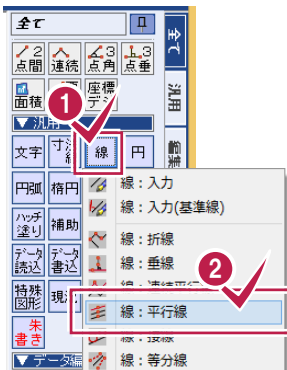 全て
全て
2 点間
連続
3 点角
3 点垂
面積
座標
汎用
1
▼汎用
文字
線
円
編集
円弧
楕円
線：入力
線：入力(基準線)
ハッチ塗り
補助
線：折線
データ読込
データ書込
線：垂線
2
特殊図形
線：平行線
朱書き
線：接線
▼データ編
線：等分線